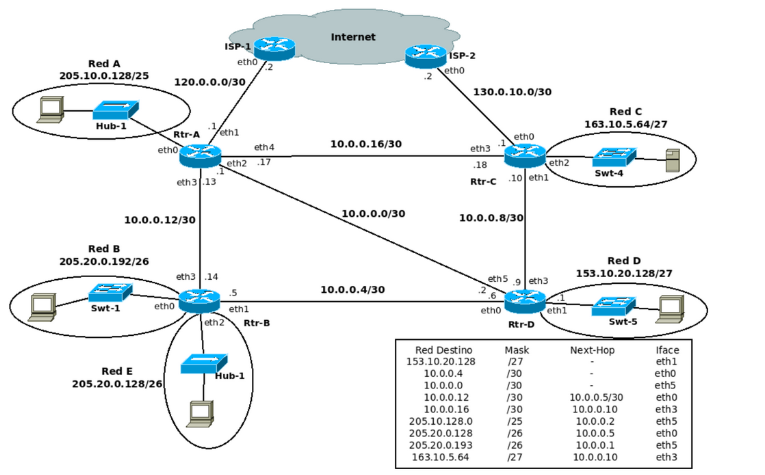 Internet
ISP-1
ISP-2
eth0
.2
eth0
.2
Red A
205.10.0.128/25
120.0.0.0/30
130.0.10.0/30
Hub-1
Red C
163.10.5.64/27
Rtr-A
.1
eth1
eth0
eth4
.17
10.0.0.16/30
eth3
.18
.1
eth0
eth2
Swt-4
eth2
.1
eth3
.13
Rtr-C
.10
eth1
10.0.0.12/30
10.0.0.0/30
10.0.0.8/30
Red B
205.20.0.192/26
Red D
153.10.20.128/27
eth3
.14
Swt-1
eth0
.5
eth1
10.0.0.4/30
eth5
.2
.6
.9
eth3
eth0
.1
eth1
Swt-5
Rtr-D
eth2
Rtr-B
Red E
205.20.0.128/26
Hub-1
Red Destino Mask Next-Hop Iface
153.10.20.128 /27 - eth1
10.0.0.4 /30 - eth0
10.0.0.0 /30 - eth5
10.0.0.12 /30 10.0.0.5/30 eth0
10.0.0.16 /30 10.0.0.10 eth3
205.10.128.0 /25 10.0.0.2 eth5
205.20.0.128 /26 10.0.0.5 eth0
205.20.0.193 /26 10.0.0.1 eth5
163.10.5.64 /27 10.0.0.10 eth3